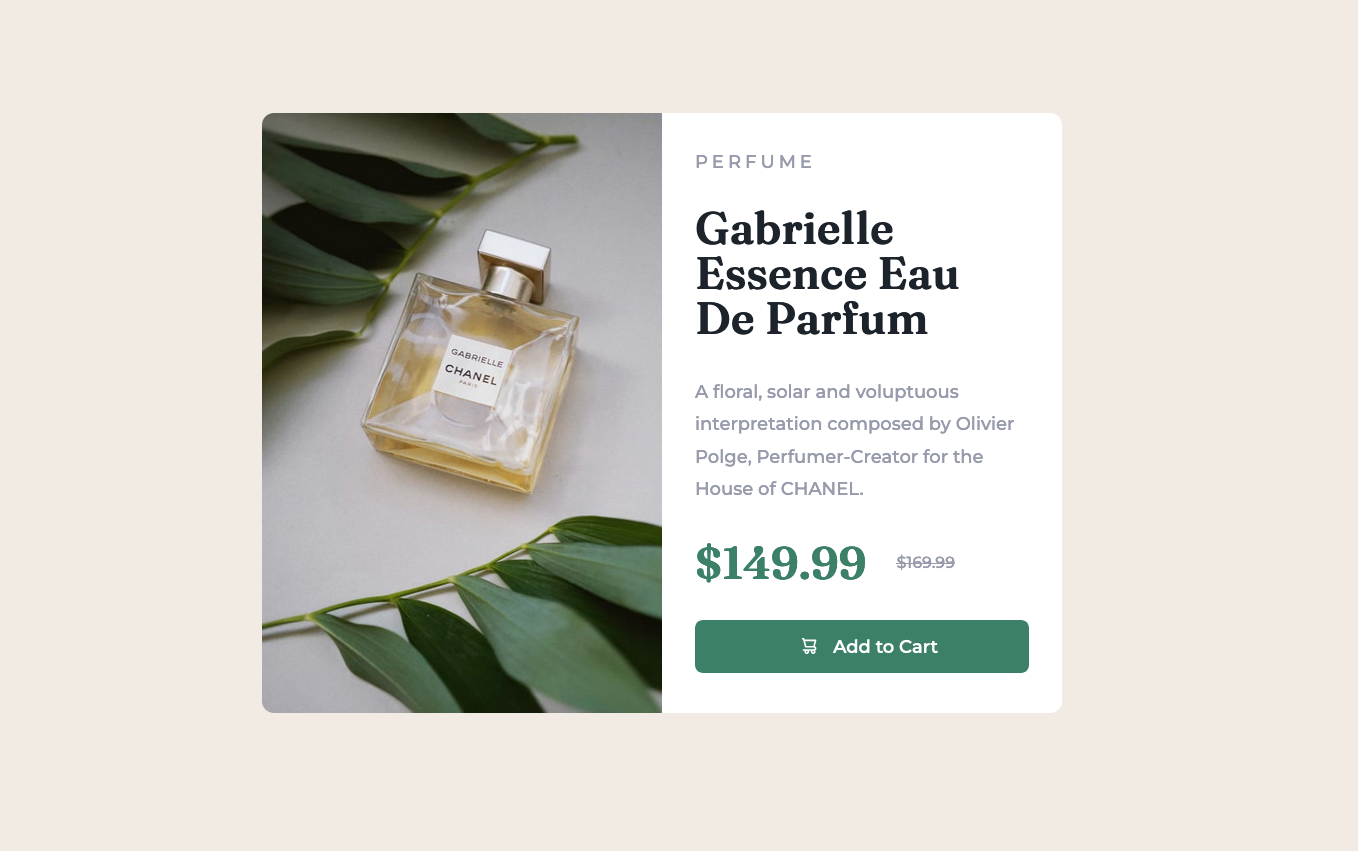 GABRIELLE
CHANEL
PARIS
PERFUME
Gabrielle
Essence Eau
De Parfum
A floral, solar and voluptuous
interpretation composed by Olivier
Polge, Perfumer-Creator for the
House of CHANEL.
$149.99 $169.99
Add to Cart